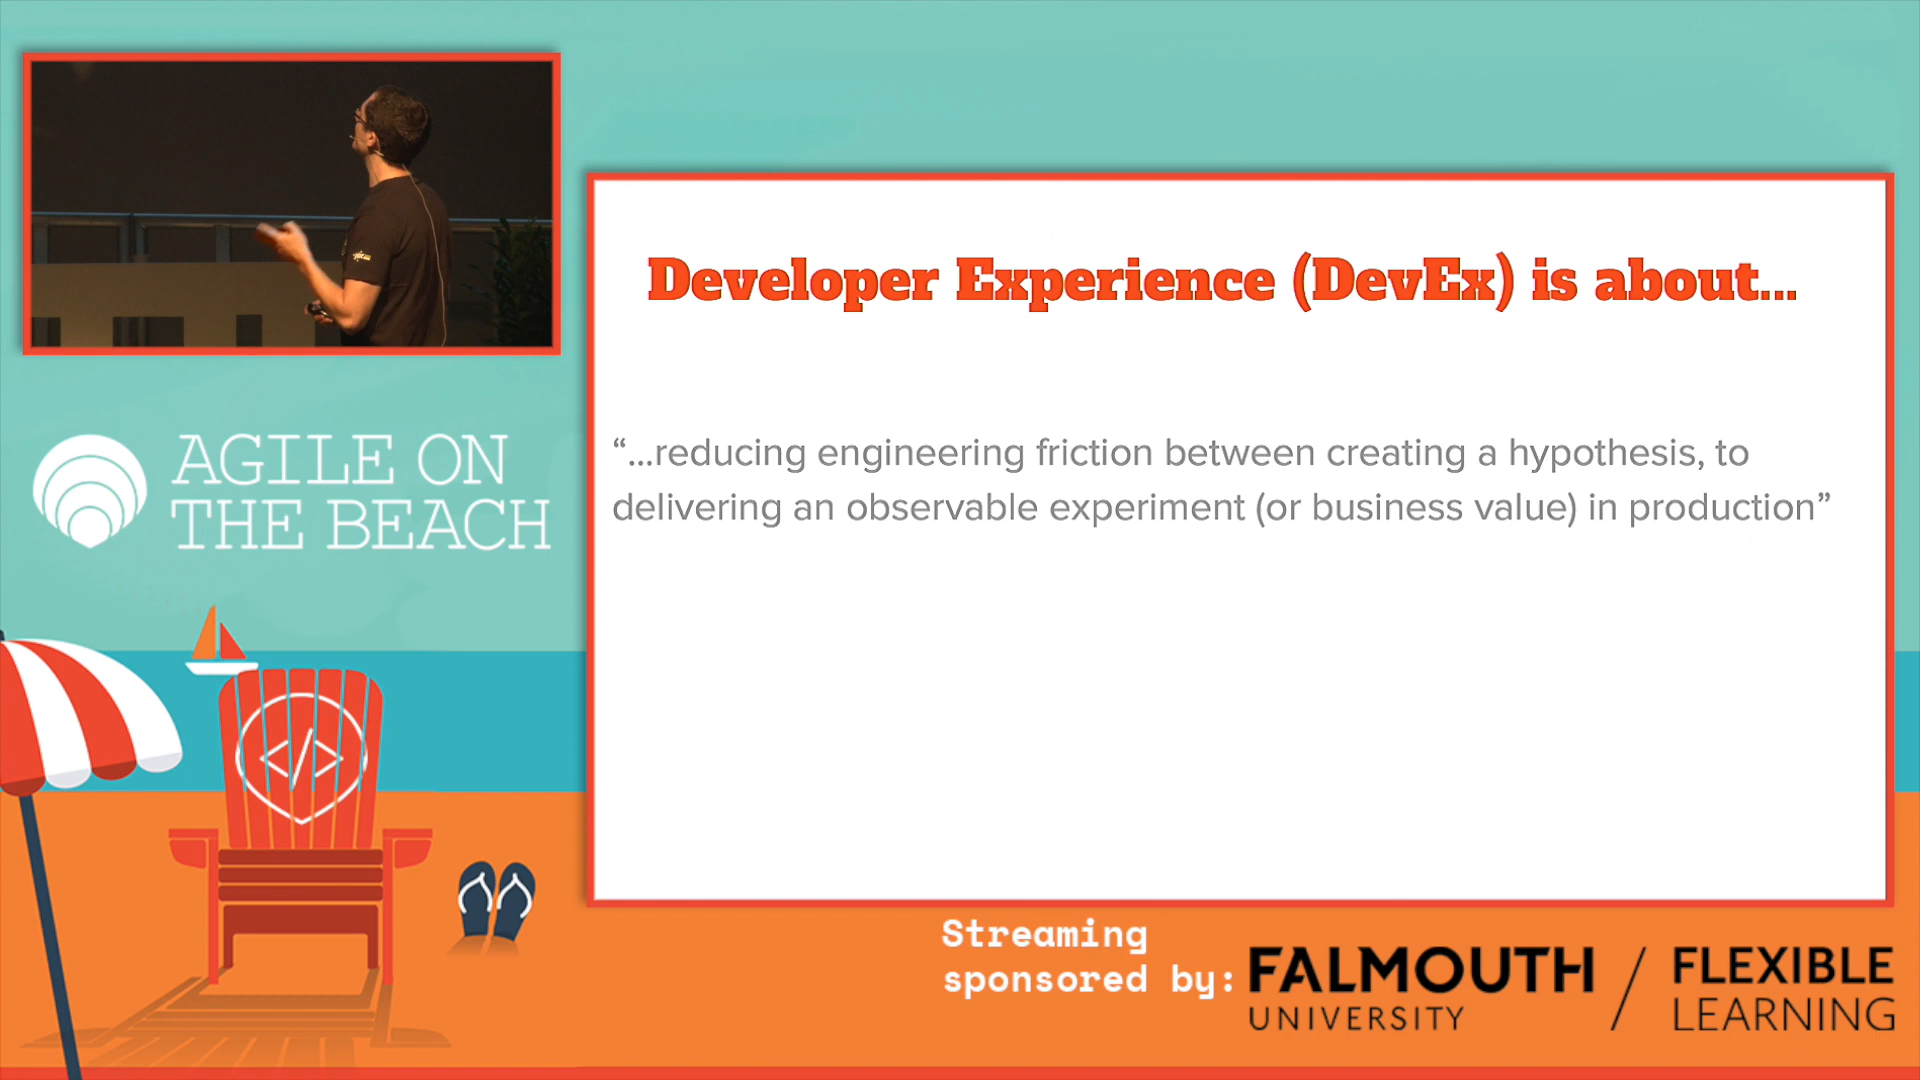 AGILE ON
THE BEACH
</>
Developer Experience (DevEx) is about...
“...reducing engineering friction between creating a hypothesis, to
delivering an observable experiment (or business value) in production”
Streaming
sponsored by:
FALMOUTH
UNIVERSITY
/
FLEXIBLE
LEARNING